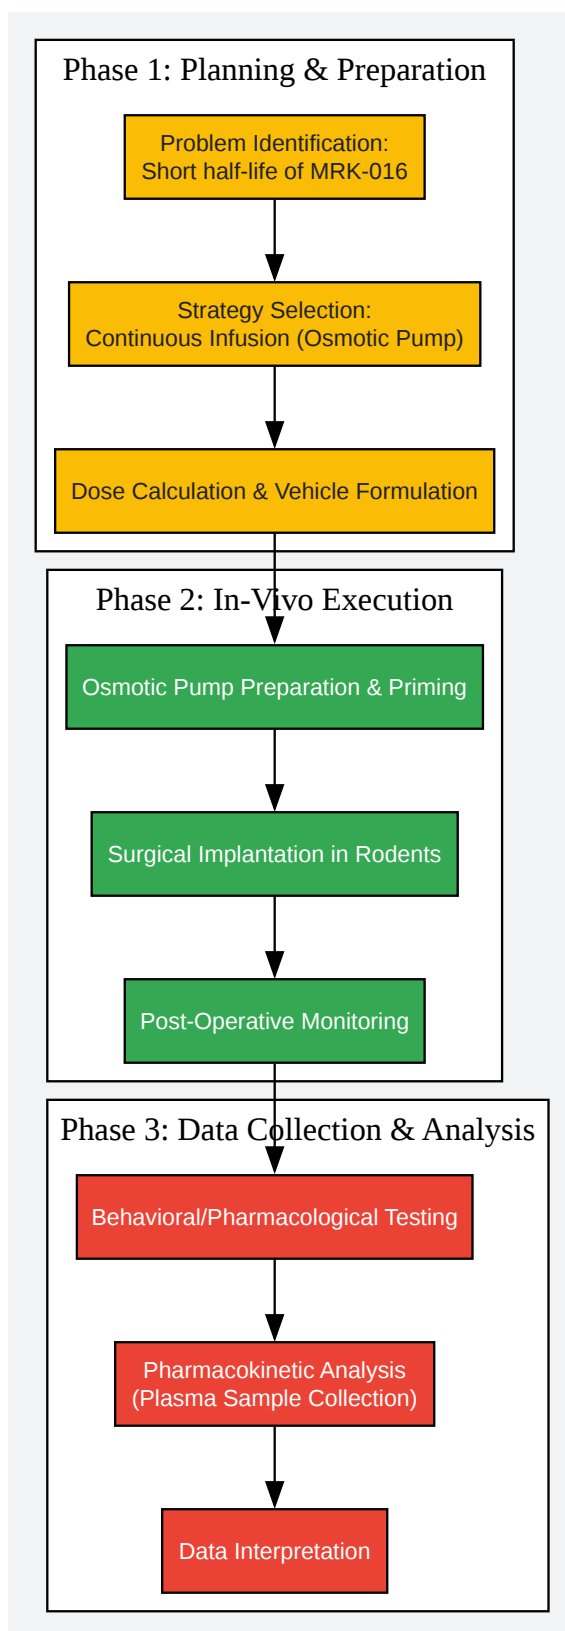 Phase 1: Planning & Preparation
Problem Identification:
Short half-life of MRK-016
Strategy Selection:
Continuous Infusion (Osmotic Pump)
Dose Calculation & Vehicle Formulation
Phase 2: In-Vivo Execution
Osmotic Pump Preparation & Priming
Surgical Implantation in Rodents
Post-Operative Monitoring
Phase 3: Data Collection & Analysis
Behavioral/Pharmacological Testing
Pharmacokinetic Analysis
(Plasma Sample Collection)
Data Interpretation